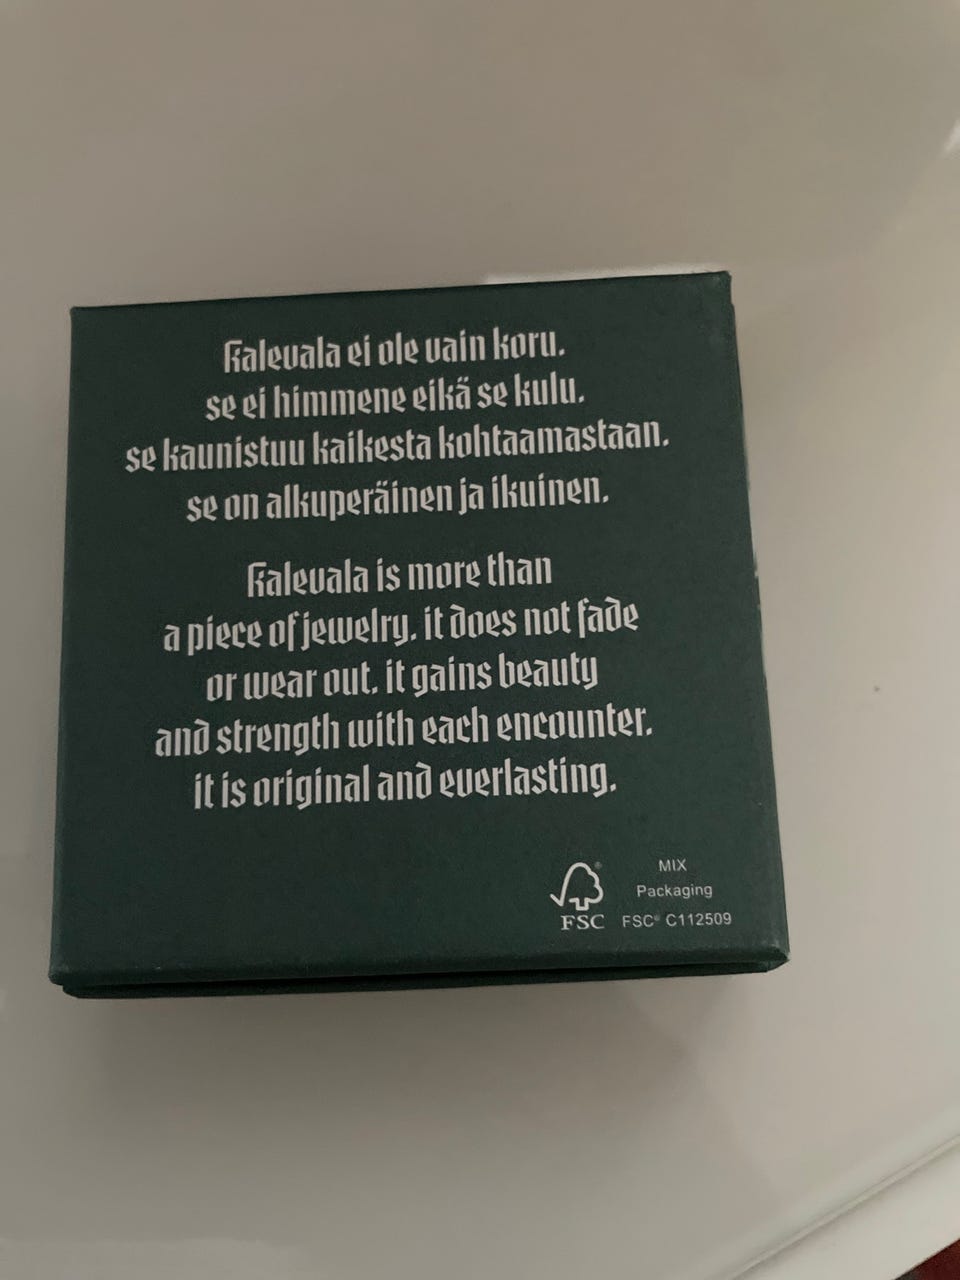 Kalevala ei ole vain koru.
se ei himmene eikä se kulu.
se kaunistuu kaikesta kohtaamastaan.
se on alkuperäinen ja ikuinen.
Kalevala is more than
a piece of jewelry. it does not fade
or wear out. it gains beauty
and strength with each encounter.
it is original and everlasting.
MIX
Packaging
FSC® C112509
®
FSC